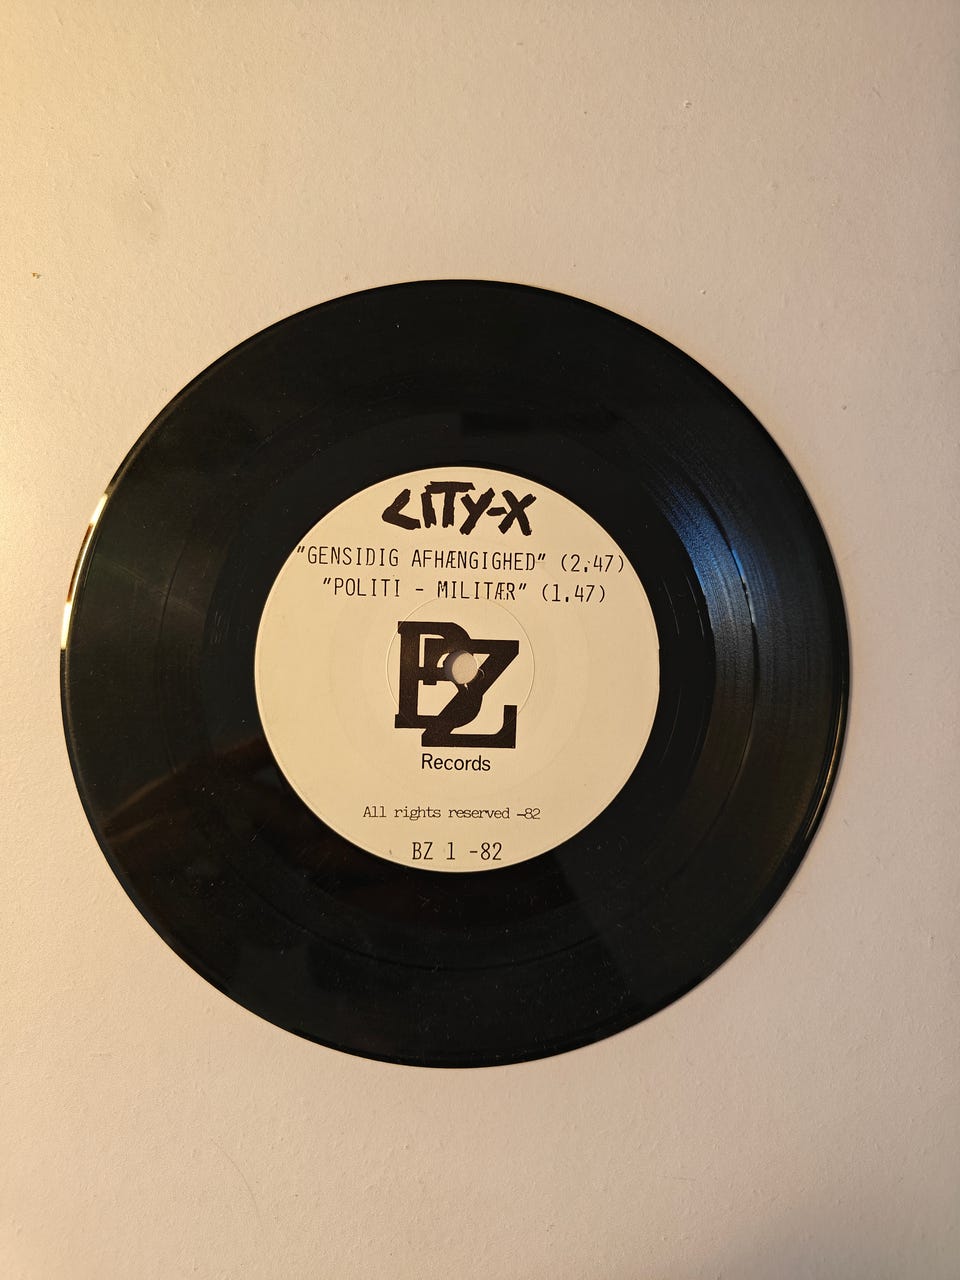 CITY-X
"GENSIDIG AFHÆNGIGHED" (2.47)
"POLITI - MILITÆR" (1.47)
BZ
Records
All rights reserved -82
BZ 1 -82